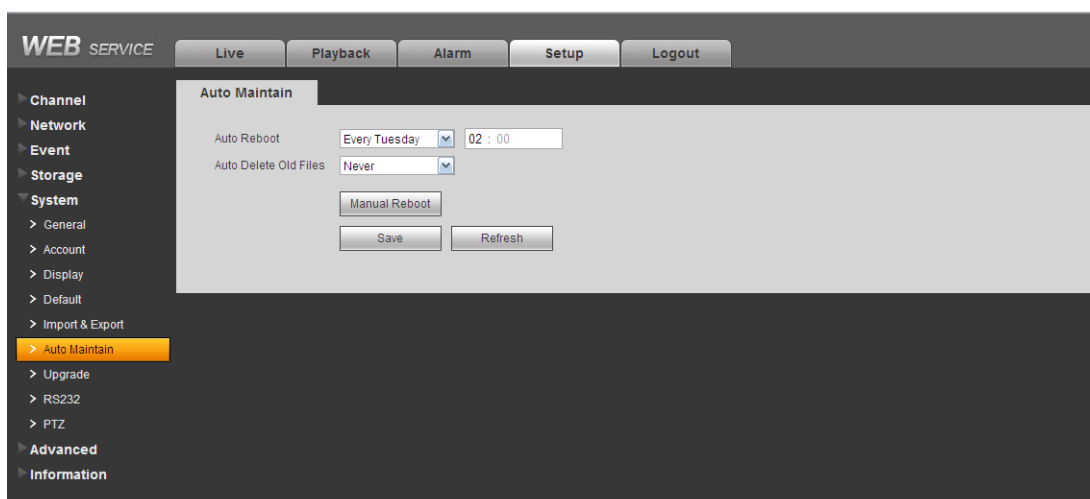 WEB SERVICE
Live Playback Alarm Setup Logout
Channel
Network
Event
Storage
System
> General
> Account
> Display
> Default
> Import & Export
> Auto Maintain
> Upgrade
> RS232
> PTZ
Advanced
Information
Auto Maintain
Auto Reboot Every Tuesday 02 : 00
Auto Delete Old Files Never
Manual Reboot
Save Refresh